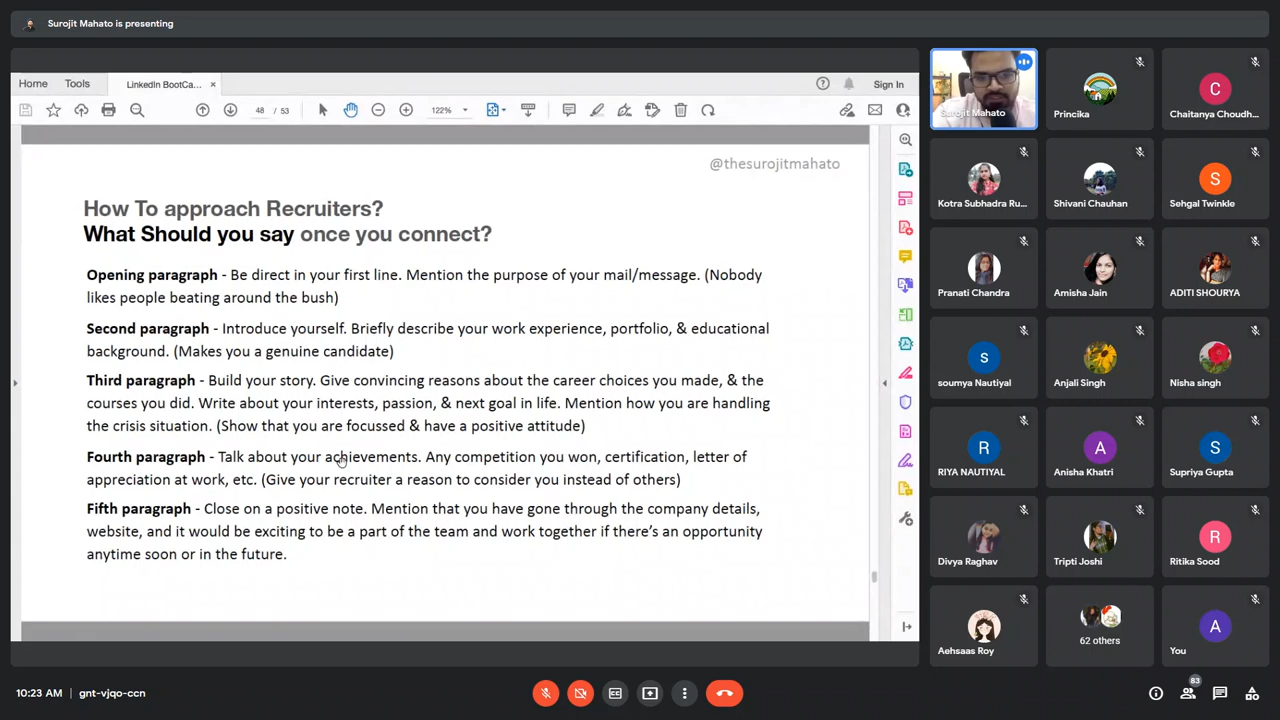 Surojit Mahato is presenting
Home Tools LinkedIn BootCa... × Sign In
48 / 53 122%
@thesurojitmahato
How To approach Recruiters?
What Should you say once you connect?
Opening paragraph - Be direct in your first line. Mention the purpose of your mail/message. (Nobody
likes people beating around the bush)
Second paragraph - Introduce yourself. Briefly describe your work experience, portfolio, & educational
background. (Makes you a genuine candidate)
Third paragraph - Build your story. Give convincing reasons about the career choices you made, & the
courses you did. Write about your interests, passion, & next goal in life. Mention how you are handling
the crisis situation. (Show that you are focussed & have a positive attitude)
Fourth paragraph - Talk about your achievements. Any competition you won, certification, letter of
appreciation at work, etc. (Give your recruiter a reason to consider you instead of others)
Fifth paragraph - Close on a positive note. Mention that you have gone through the company details,
website, and it would be exciting to be a part of the team and work together if there's an opportunity
anytime soon or in the future.
Surojit Mahato
Princika
C
Chaitanya Choudh...
Kotra Subhadra Ru...
Shivani Chauhan
S
Sehgal Twinkle
Pranati Chandra
Amisha Jain
ADITI SHOURYA
s
soumya Nautiyal
Anjali Singh
Nisha singh
R
RIYA NAUTIYAL
A
Anisha Khatri
S
Supriya Gupta
Divya Raghav
Tripti Joshi
R
Ritika Sood
Aehsaas Roy
62 others
A
You
10:23 AM gnt-vjqo-ccn
83